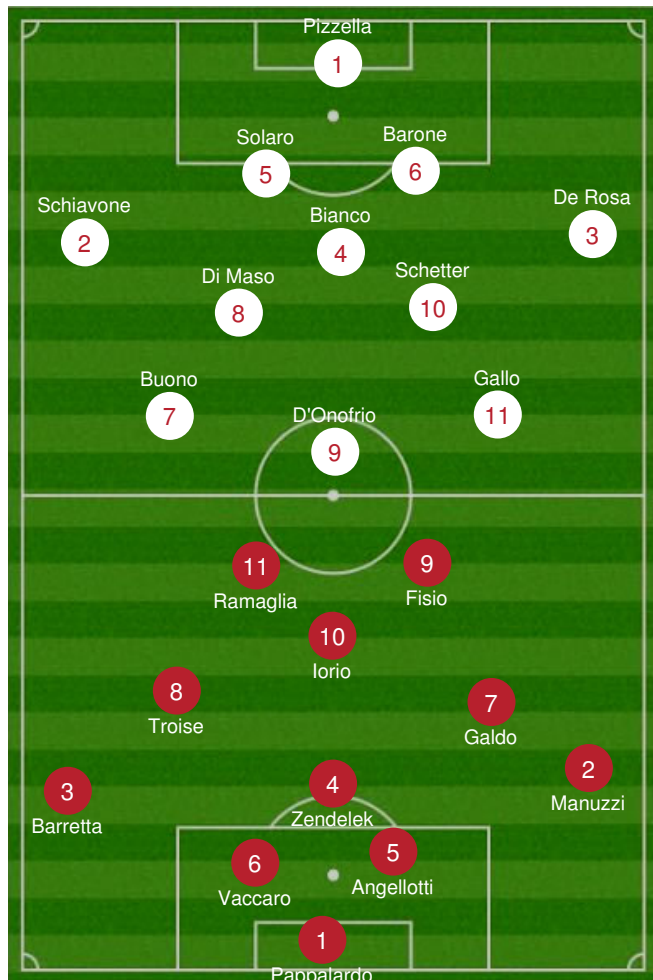 Pizzella
1
Solaro
5
Barone
6
Schiavone
2
De Rosa
3
Bianco
4
Di Maso
8
Schetter
10
Buono
7
Gallo
11
D'Onofrio
9
11
Ramaglia
9
Fisio
10
Iorio
8
Troise
7
Galdo
3
Barretta
4
Zendelek
2
Manuzzi
6
Vaccaro
5
Angellotti
1
Pappalardo